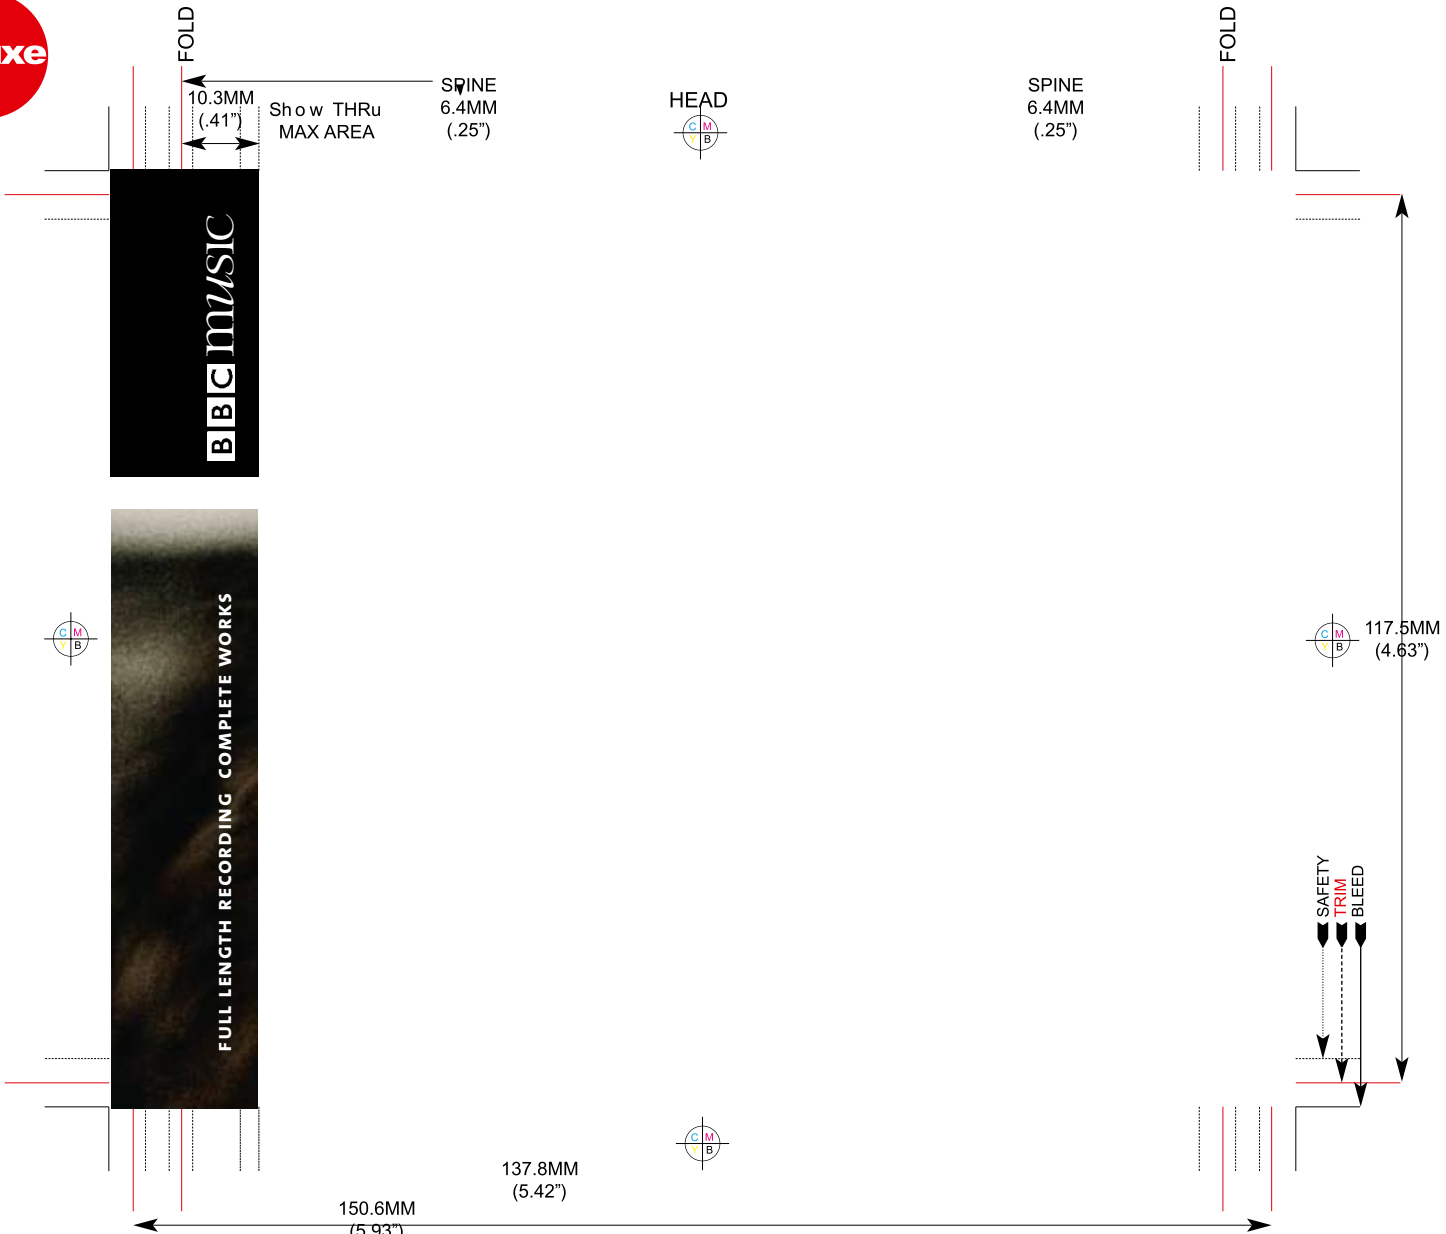 xe
FOLD
FOLD
SPINE
6.4MM
(.25”)
SPINE
6.4MM
(.25”)
HEAD
10.3MM
(.41”)
Show THRu
MAX AREA
C M
Y B
BBC music
C M
Y B
C M
Y B
117.5MM
(4.63”)
FULL LENGTH RECORDING COMPLETE WORKS
SAFETY
TRIM
BLEED
C M
Y B
137.8MM
(5.42”)
150.6MM
(5.93”)